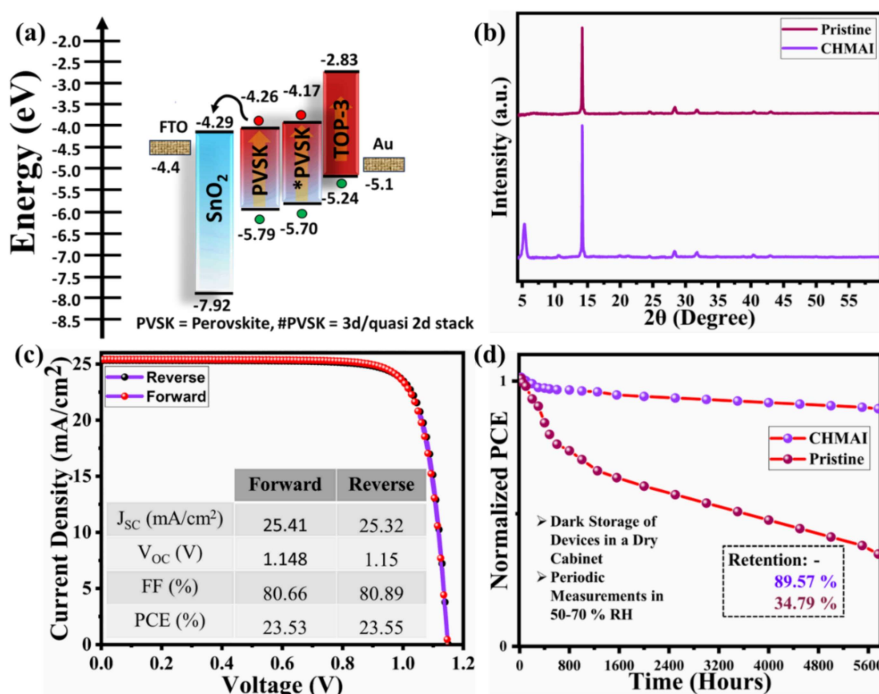 (a)
Energy (eV)
-2.0
-2.5
-3.0
-3.5
-4.0
-4.5
-5.0
-5.5
-6.0
-6.5
-7.0
-7.5
-8.0
-8.5
FTO
-4.4
-4.29
SnO2
-7.92
-4.26
PVSK
-5.79
-4.17
*PVSK
-5.70
-2.83
TOP-3
-5.24
Au
-5.1
PVSK = Perovskite, #PVSK = 3d/quasi 2d stack
(b)
Pristine
CHMAI
Intensity (a.u.)
5 10 15 20 25 30 35 40 45 50 55
2θ (Degree)
(c)
Current Density (mA/cm²)
25
20
15
10
5
0
Reverse
Forward
Forward Reverse
JSC (mA/cm²) 25.41 25.32
VOC (V) 1.148 1.15
FF (%) 80.66 80.89
PCE (%) 23.53 23.55
0.0 0.2 0.4 0.6 0.8 1.0 1.2
Voltage (V)
(d)
Normalized PCE
1
0
CHMAI
Pristine
➢ Dark Storage of
Devices in a Dry
Cabinet
➢ Periodic
Measurements in
50-70 % RH
Retention: -
89.57 %
34.79 %
0 800 1600 3000 4000 5000 5800
Time (Hours)